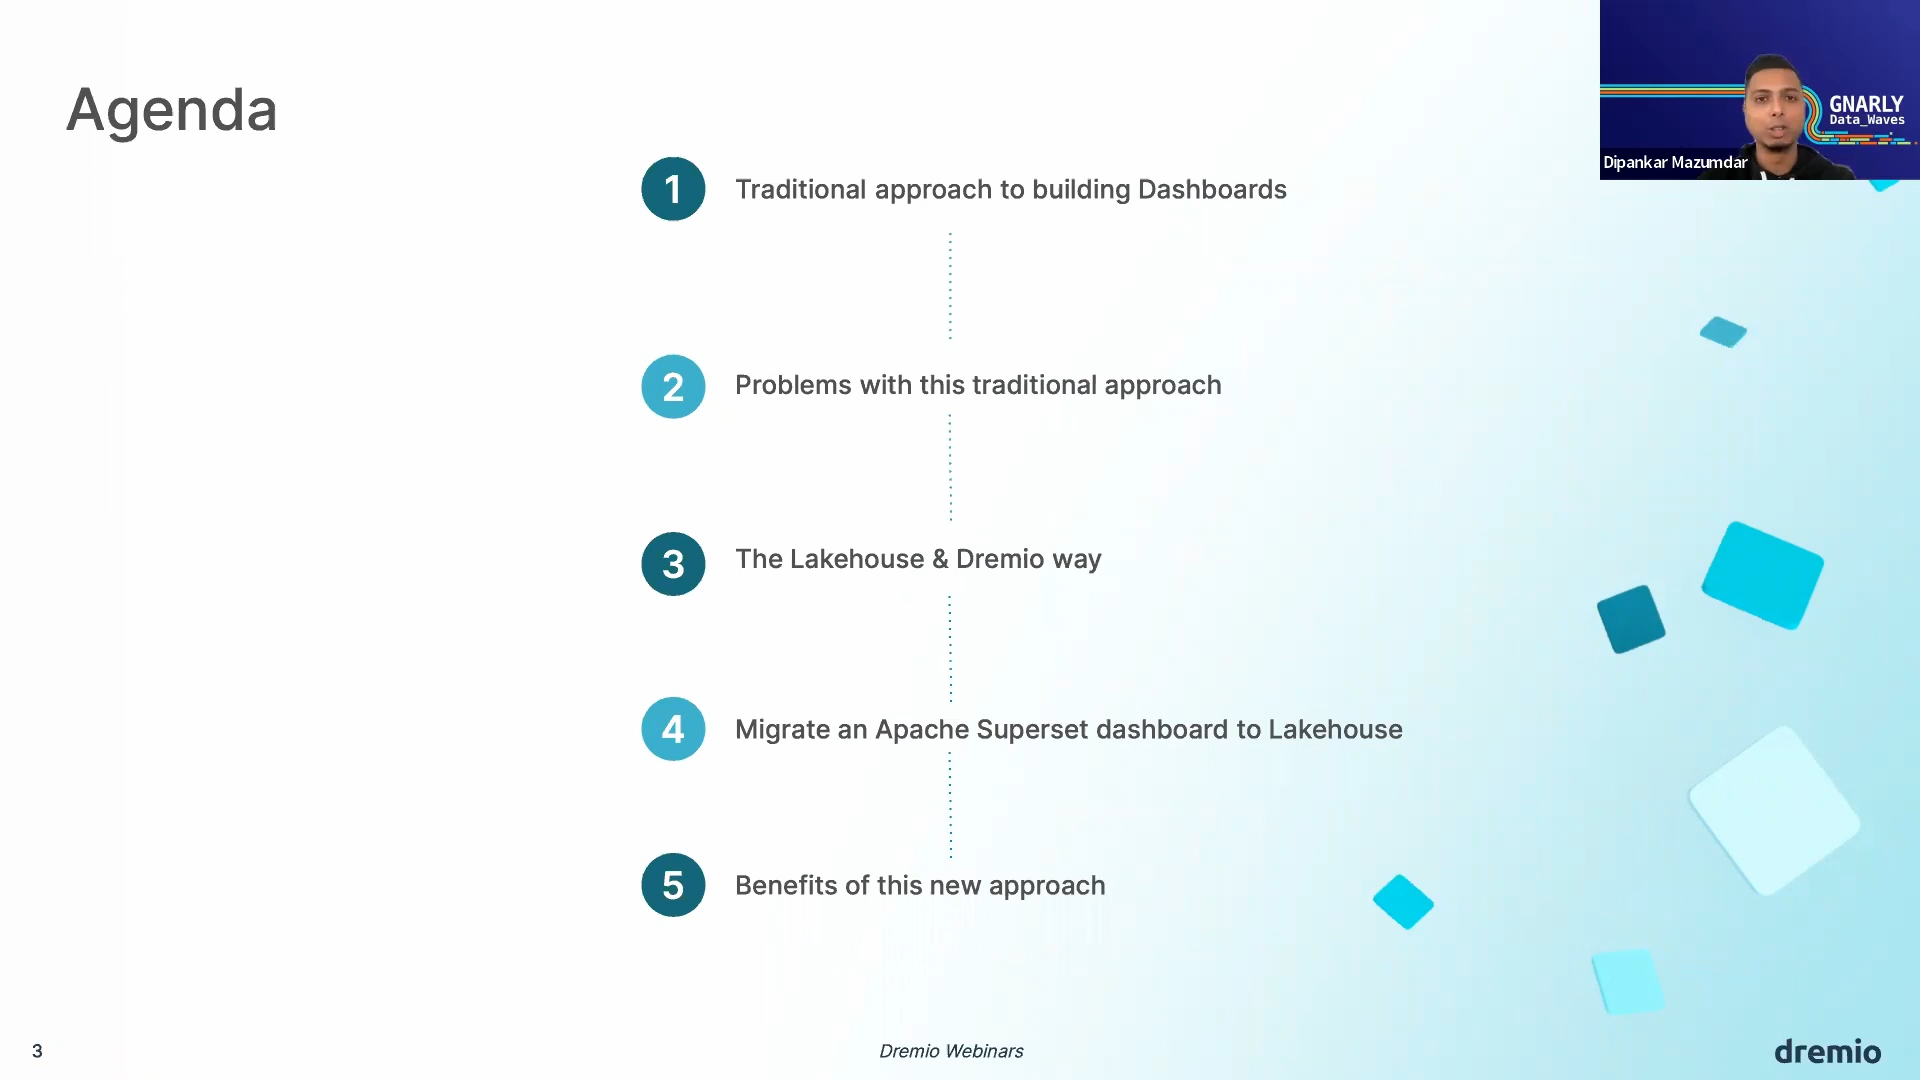 Agenda
GNARLY
Data_Waves
Dipankar Mazumdar
1 Traditional approach to building Dashboards
2 Problems with this traditional approach
3 The Lakehouse & Dremio way
4 Migrate an Apache Superset dashboard to Lakehouse
5 Benefits of this new approach
3
Dremio Webinars
dremio